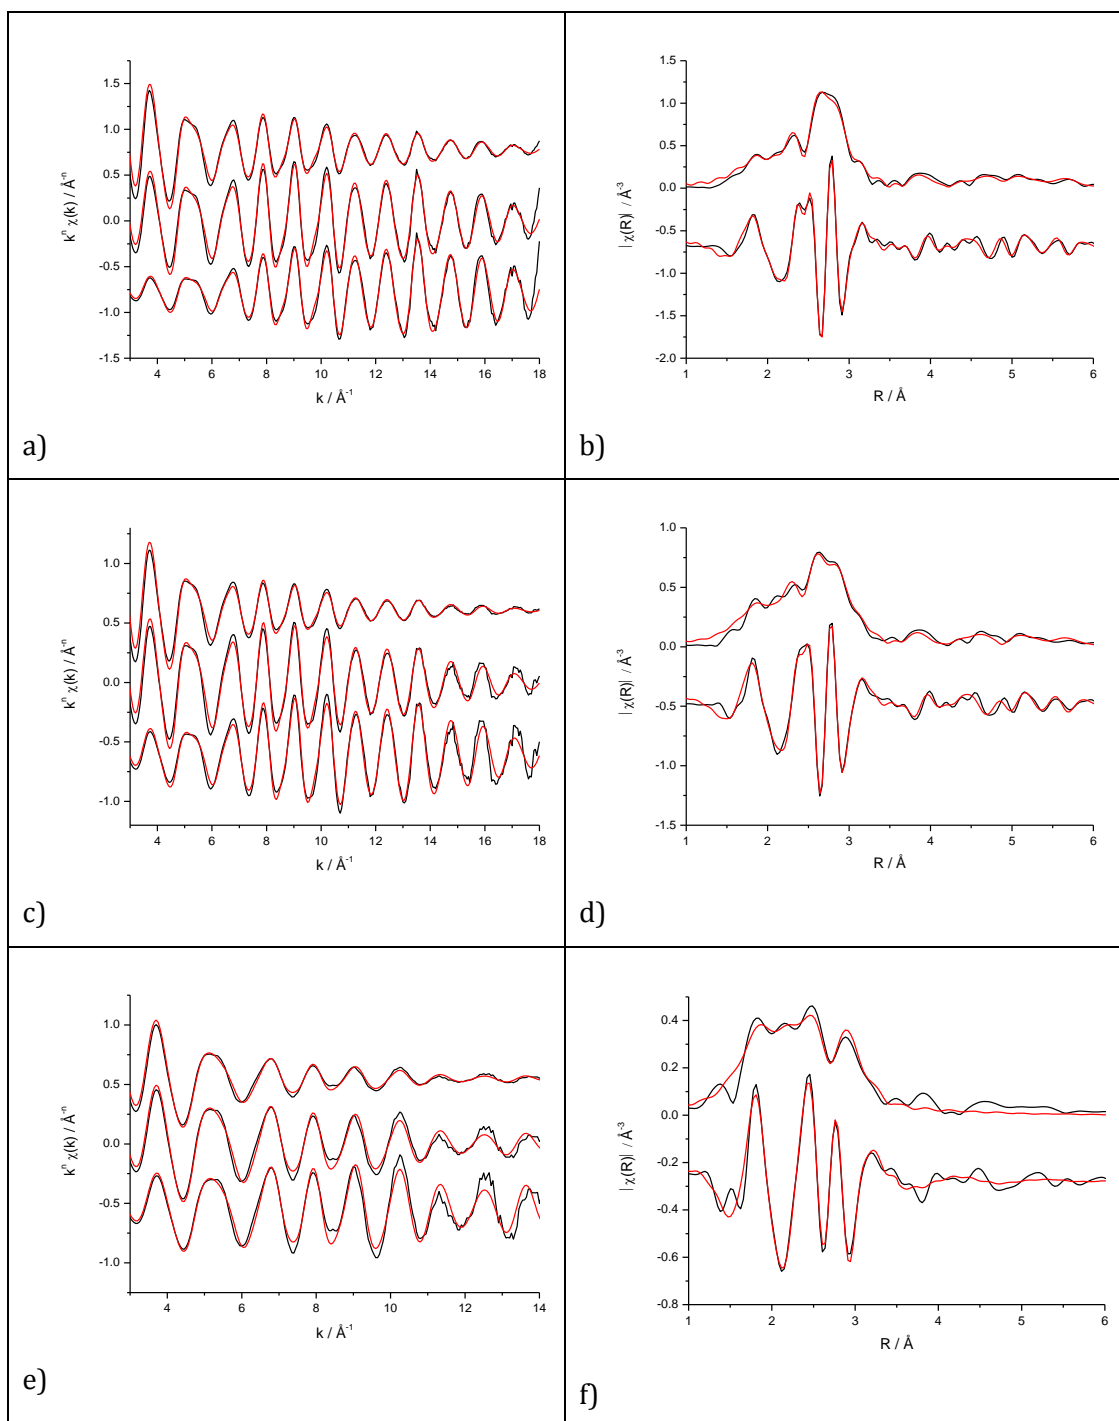 1.5
1.0
0.5
0.0
-0.5
-1.0
-1.5
4 6 8 10 12 14 16 18
kⁿ χ(k) / Å⁻ⁿ
k / Å⁻¹
a)
1.5
1.0
0.5
0.0
-0.5
-1.0
-1.5
-2.0
1 2 3 4 5 6
|χ(R)| / Å⁻³
R / Å
b)
1.0
0.5
0.0
-0.5
-1.0
4 6 8 10 12 14 16 18
kⁿ χ(k) / Å⁻ⁿ
k / Å⁻¹
c)
1.0
0.5
0.0
-0.5
-1.0
-1.5
1 2 3 4 5 6
|χ(R)| / Å⁻³
R / Å
d)
1.0
0.5
0.0
-0.5
-1.0
4 6 8 10 12 14
kⁿ χ(k) / Å⁻ⁿ
k / Å⁻¹
e)
0.4
0.2
0.0
-0.2
-0.4
-0.6
-0.8
1 2 3 4 5 6
|χ(R)| / Å⁻³
R / Å
f)